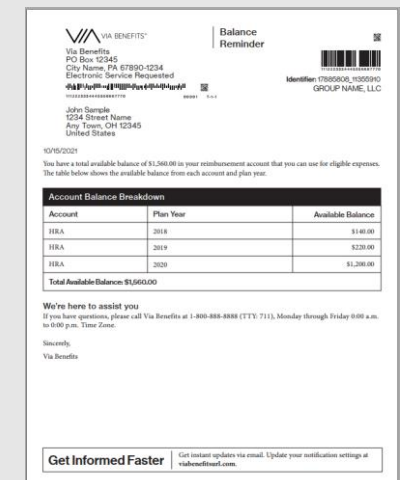 VIA VIA BENEFITS®
Balance
Reminder
Via Benefits
PO Box 12345
City Name, PA 67890-1234
Electronic Service Requested
Identifier: 17885808_11355910
GROUP NAME, LLC
John Sample
1234 Street Name
Any Town, OH 12345
United States
10/15/2021
You have a total available balance of $1,560.00 in your reimbursement account that you can use for eligible expenses.
The table below shows the available balance from each account and plan year.
Account Balance Breakdown
Account Plan Year Available Balance
HRA 2018 $140.00
HRA 2019 $220.00
HRA 2020 $1,200.00
Total Available Balance: $1,560.00
We're here to assist you
If you have questions, please call Via Benefits at 1-800-888-8888 (TTY: 711), Monday through Friday 0:00 a.m.
to 0:00 p.m. Time Zone.
Sincerely,
Via Benefits
Get Informed Faster
Get instant updates via email. Update your notification settings at
viabenefitsurl.com.